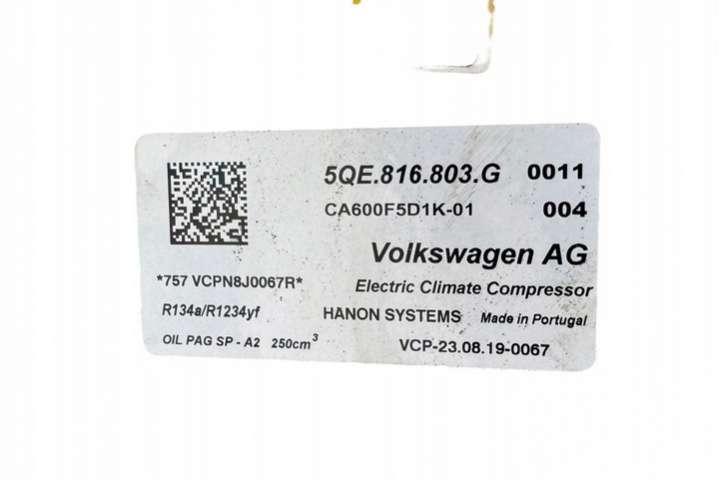 5QE.816.803.G 0011
CA600F5D1K-01 004
Volkswagen AG
*757 VCPN8J0067R* Electric Climate Compressor
R134a/R1234yf HANON SYSTEMS Made in Portugal
OIL PAG SP - A2 250cm³ VCP-23.08.19-0067